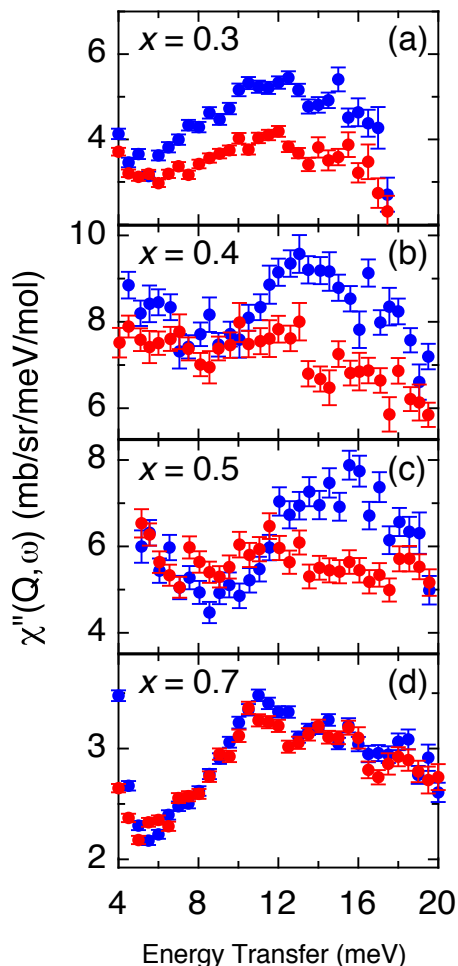 x = 0.3 (a)
6
4
2
x = 0.4 (b)
10
8
6
x = 0.5 (c)
8
6
4
x = 0.7 (d)
3
2
χ"(Q,ω) (mb/sr/meV/mol)
4 8 12 16 20
Energy Transfer (meV)